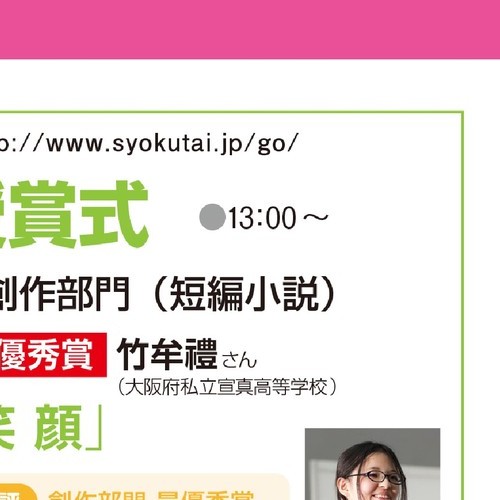 p://www.syokutai.jp/go/
賞式 ●13:00～
創作部門（短編小説）
優秀賞 竹牟禮さん
（大阪府私立宣真高等学校）
笑顔」
評 創作部門 最優秀賞